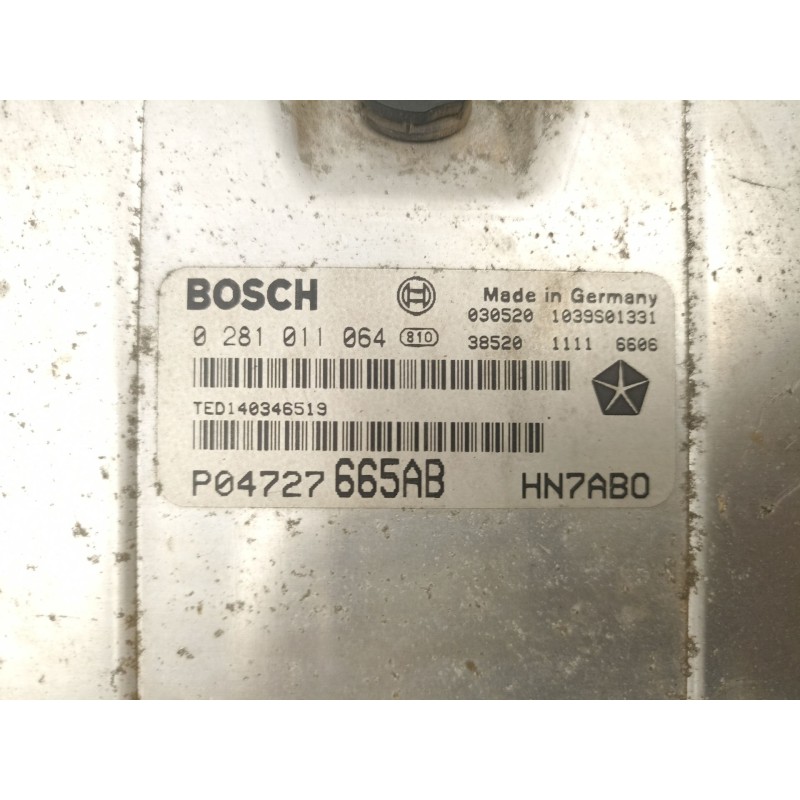 BOSCH Made in Germany
030520 1039S01331
0 281 011 064 810 38520 1111 6606
TED140346519
P04727 665AB HN7AB0